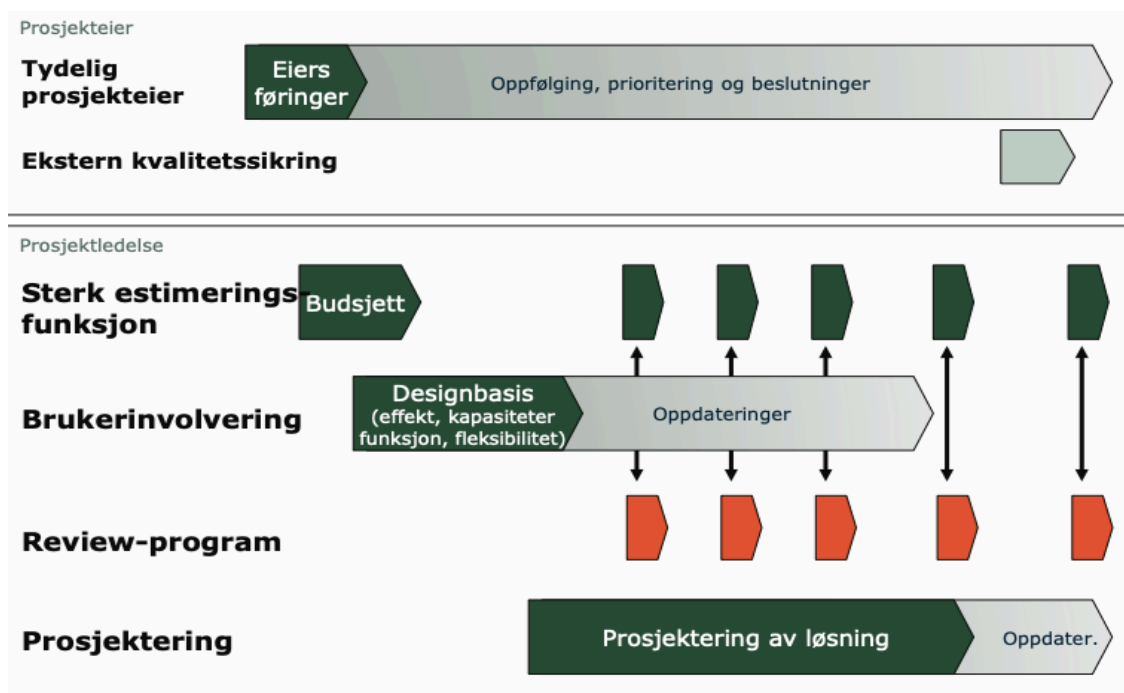 Prosjekteier
Tydelig
prosjekteier
Eiers
føringer
Oppfølging, prioritering og beslutninger
Ekstern kvalitetssikring
Prosjektledelse
Sterk estimerings-
funksjon
Budsjett
Brukerinvolvering
Designbasis
(effekt, kapasiteter
funksjon, fleksibilitet)
Oppdateringer
Review-program
Prosjektering
Prosjektering av løsning
Oppdater.